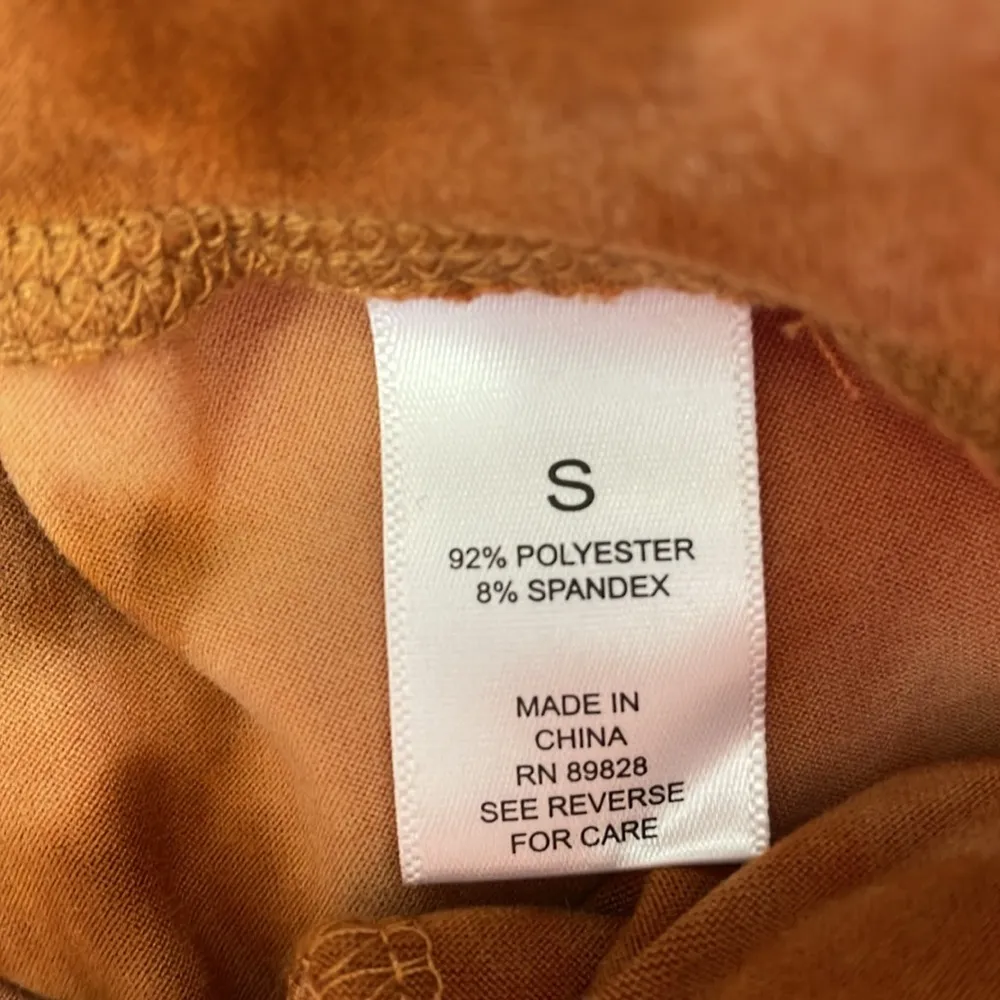 S
92% POLYESTER
8% SPANDEX
MADE IN
CHINA
RN 89828
SEE REVERSE
FOR CARE